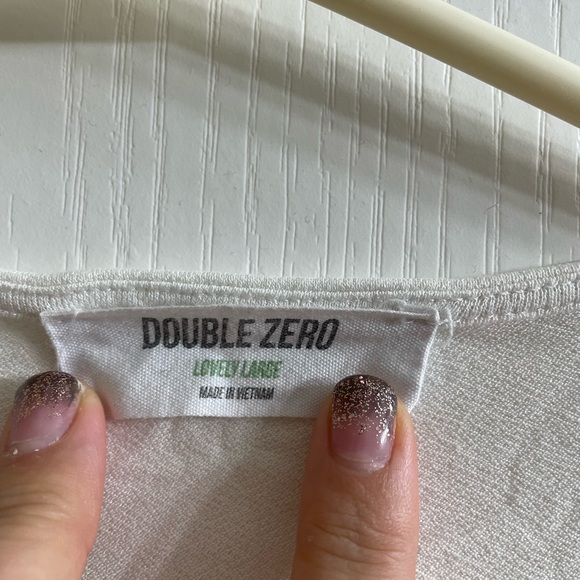 DOUBLE ZERO
LOVELY LARGE
MADE IN VIETNAM